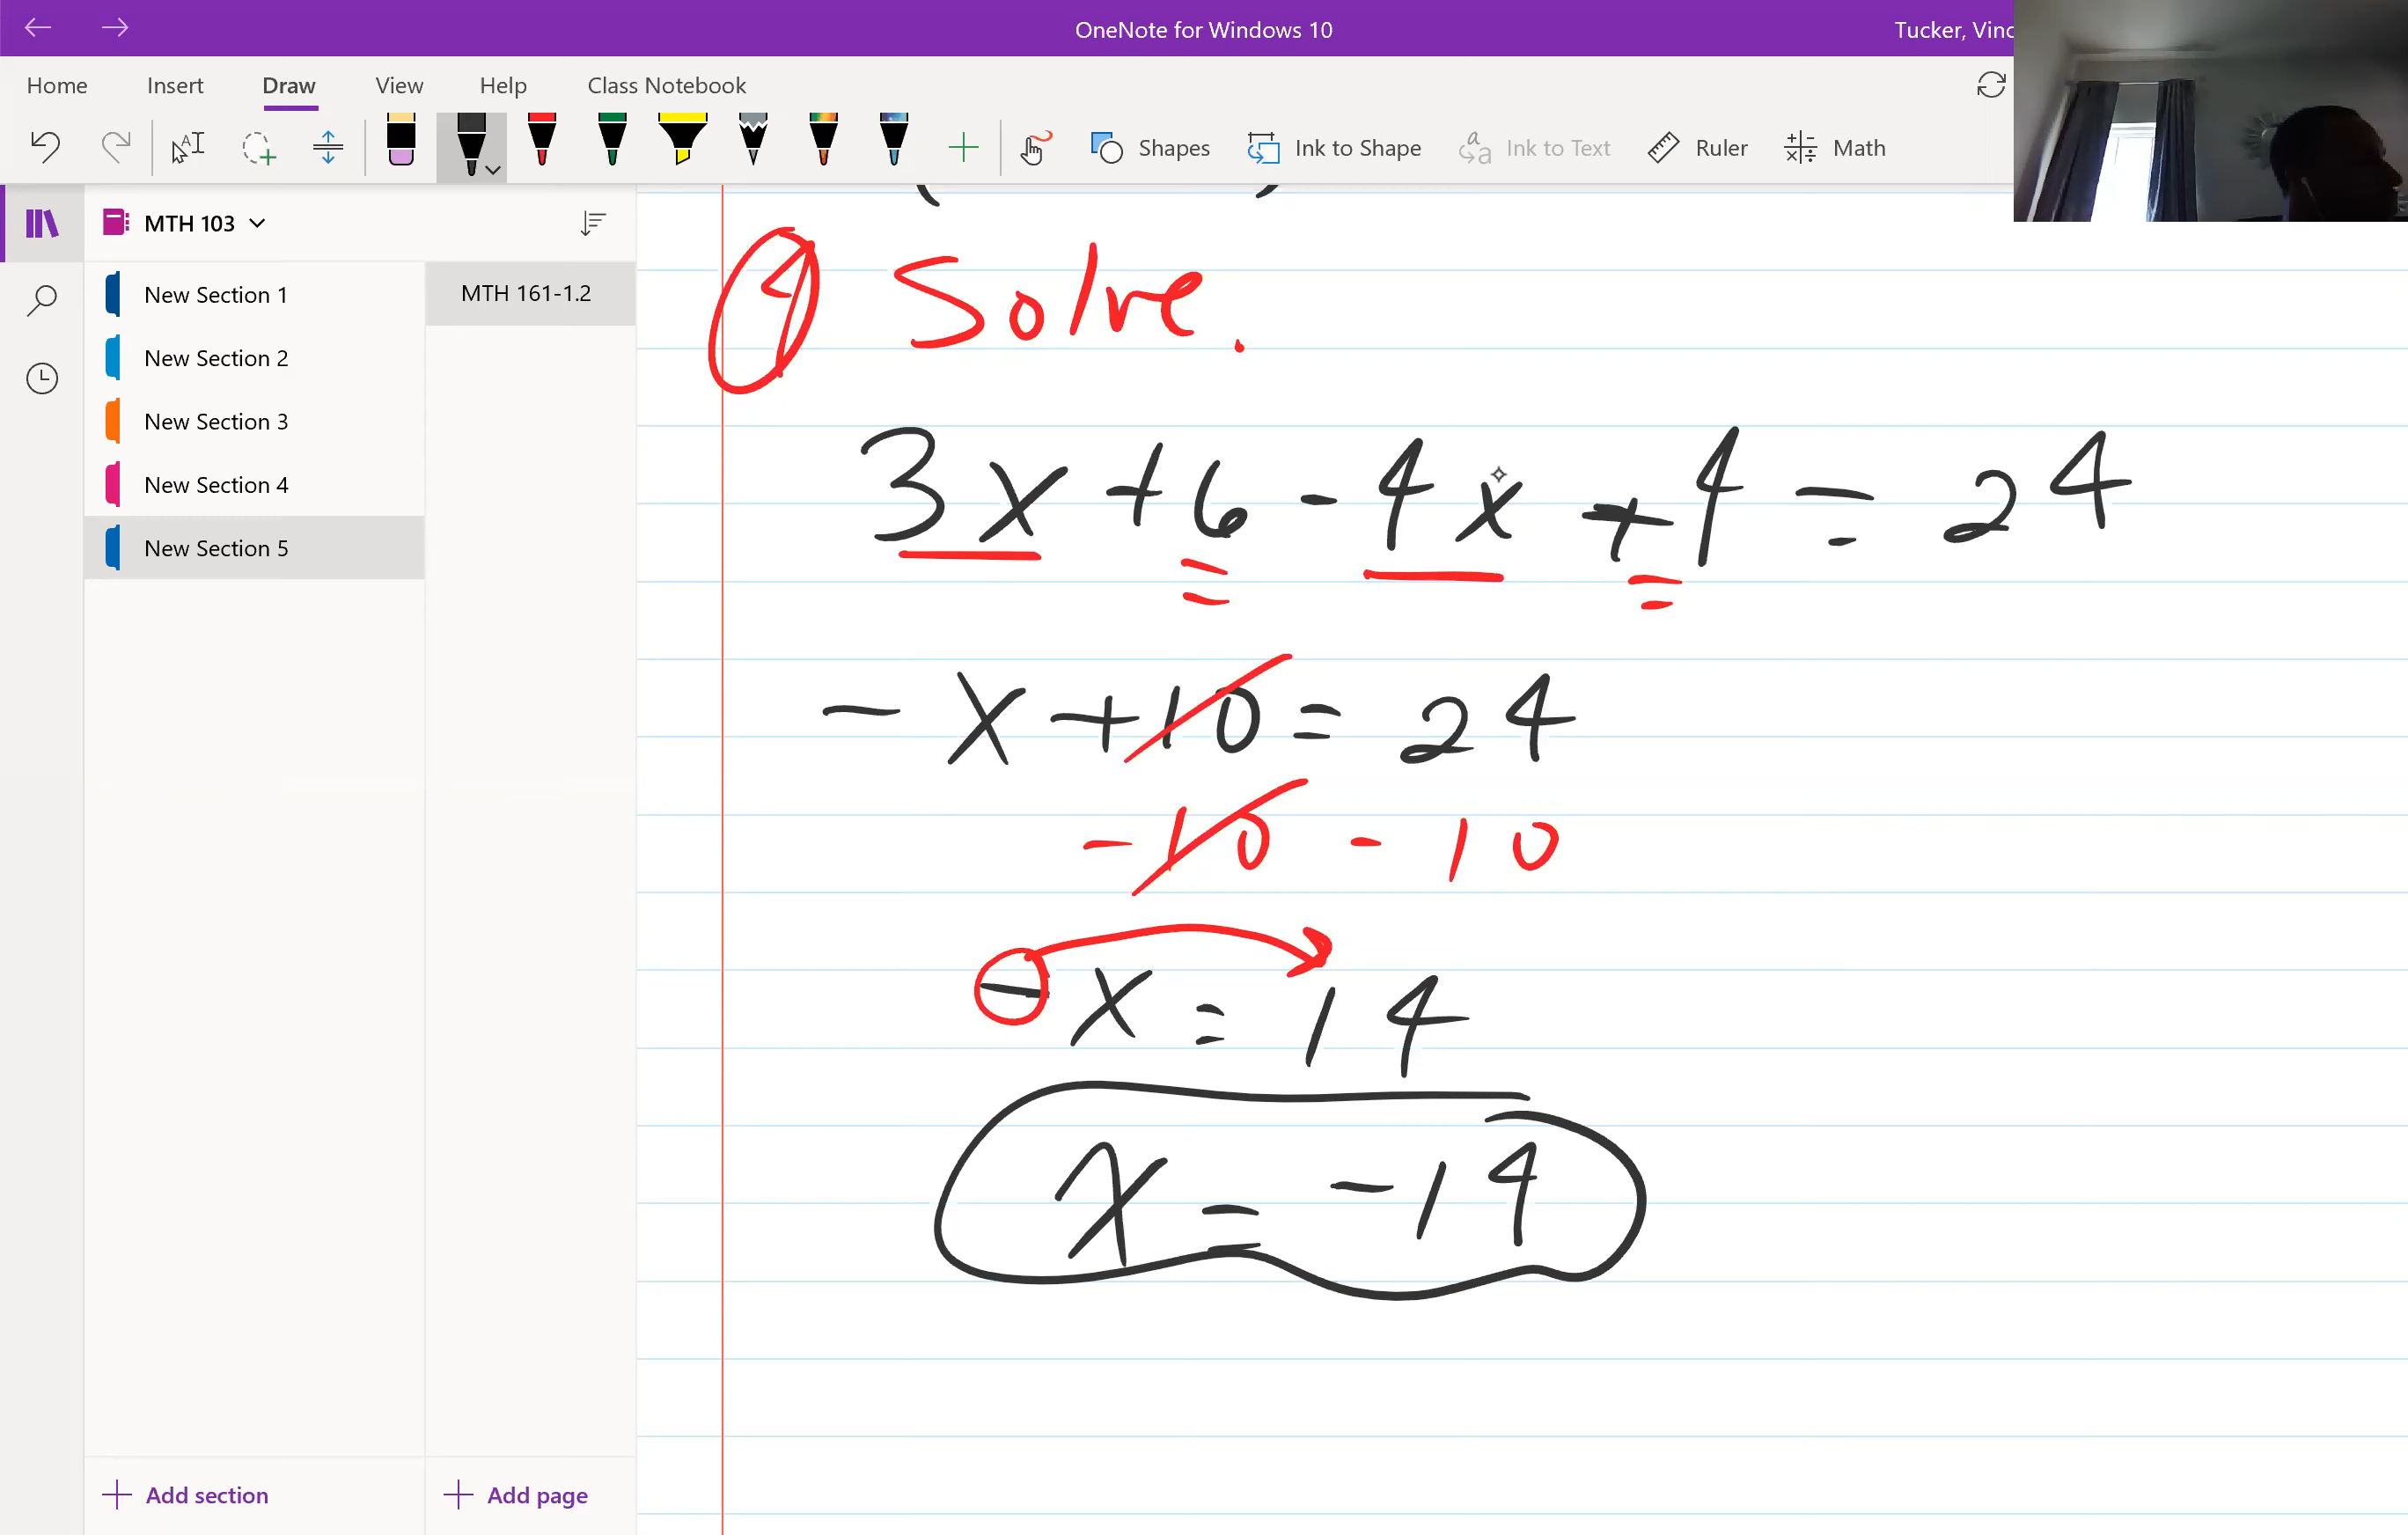 OneNote for Windows 10
Tucker, Vinc
Home Insert Draw View Help Class Notebook
Shapes Ink to Shape Ink to Text Ruler Math
MTH 103
New Section 1
New Section 2
New Section 3
New Section 4
New Section 5
Add section
MTH 161-1.2
Add page
① Solve.
3x + 6 - 4x + 4 = 24
- x + 10 = 24
- 10 - 10
- x = 14
x = -14